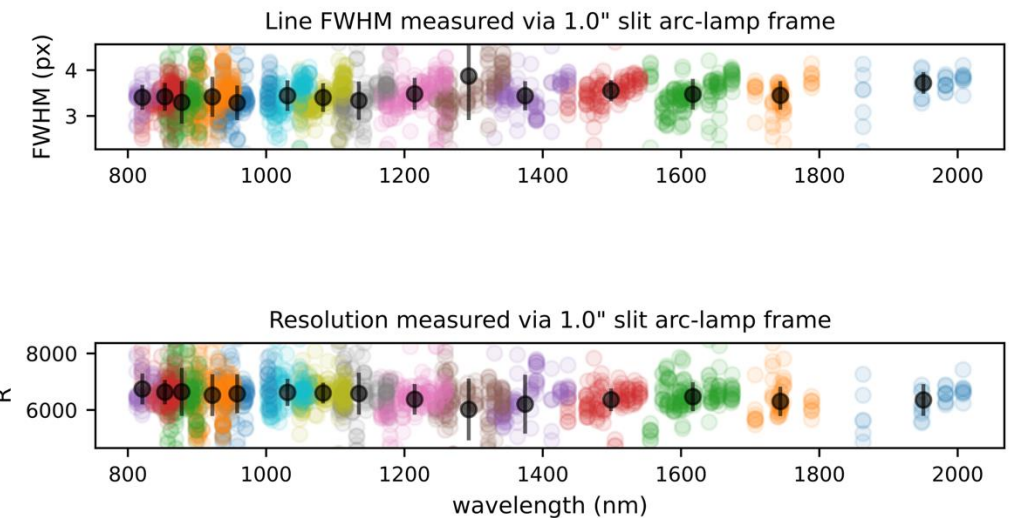 Line FWHM measured via 1.0" slit arc-lamp frame
FWHM (px)
4
3
800 1000 1200 1400 1600 1800 2000
Resolution measured via 1.0" slit arc-lamp frame
R
8000
6000
800 1000 1200 1400 1600 1800 2000
wavelength (nm)